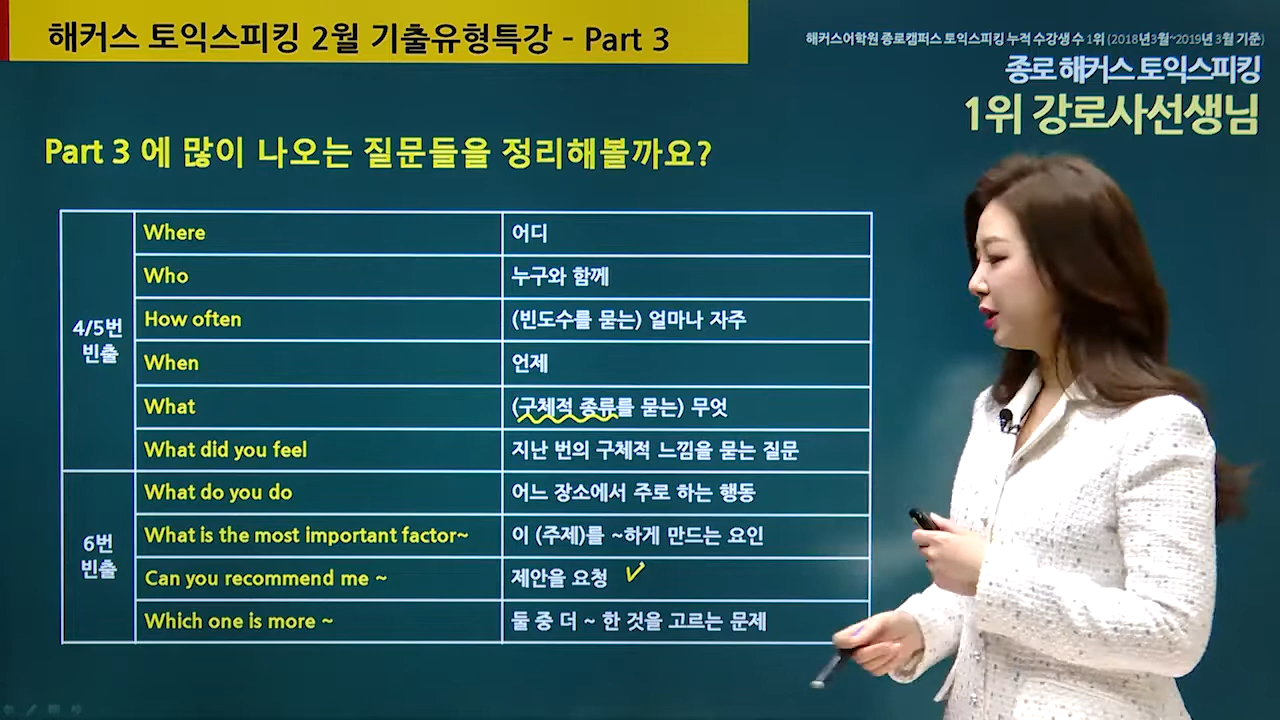 해커스 토익스피킹 2월 기출유형특강 - Part 3
해커스어학원 종로캠퍼스 토익스피킹 누적 수강생 수 1위 (2018년3월~2019년 3월 기준)
종로 해커스 토익스피킹
1위 강로사선생님
Part 3 에 많이 나오는 질문들을 정리해볼까요?
4/5번
빈출
Where 어디
Who 누구와 함께
How often (빈도수를 묻는) 얼마나 자주
When 언제
What (구체적 종류를 묻는) 무엇
What did you feel 지난 번의 구체적 느낌을 묻는 질문
6번
빈출
What do you do 어느 장소에서 주로 하는 행동
What is the most important factor~ 이 (주제)를 ~하게 만드는 요인
Can you recommend me ~ 제안을 요청
Which one is more ~ 둘 중 더 ~ 한 것을 고르는 문제